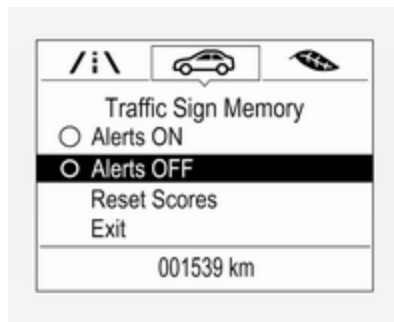 Traffic Sign Memory
Alerts ON
Alerts OFF
Reset Scores
Exit
001539 km